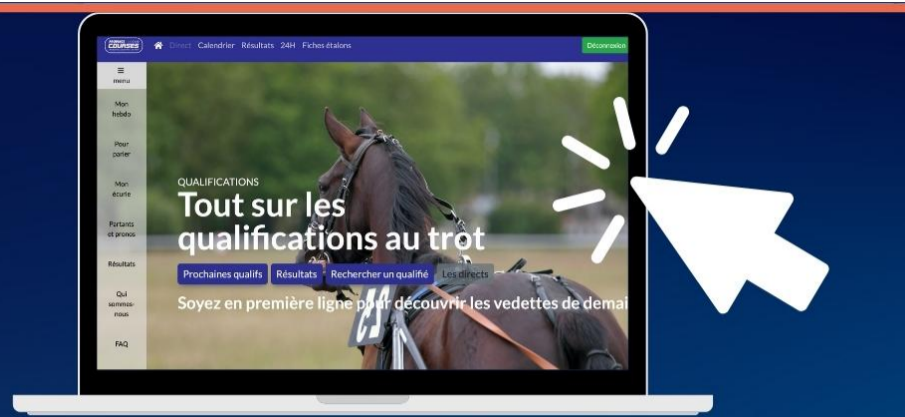 COURSES Direct Calendrier Résultats 24H Fiches étalons Déconnexion
menu
Mon
hebdo
Pour
parier
Mon
écurie
Partants
et pronos
Résultats
Qui
sommes-
nous
FAQ
QUALIFICATIONS
Tout sur les
qualifications au trot
Prochaines qualifs Résultats Rechercher un qualifié Les directs
Soyez en première ligne pour découvrir les vedettes de demai